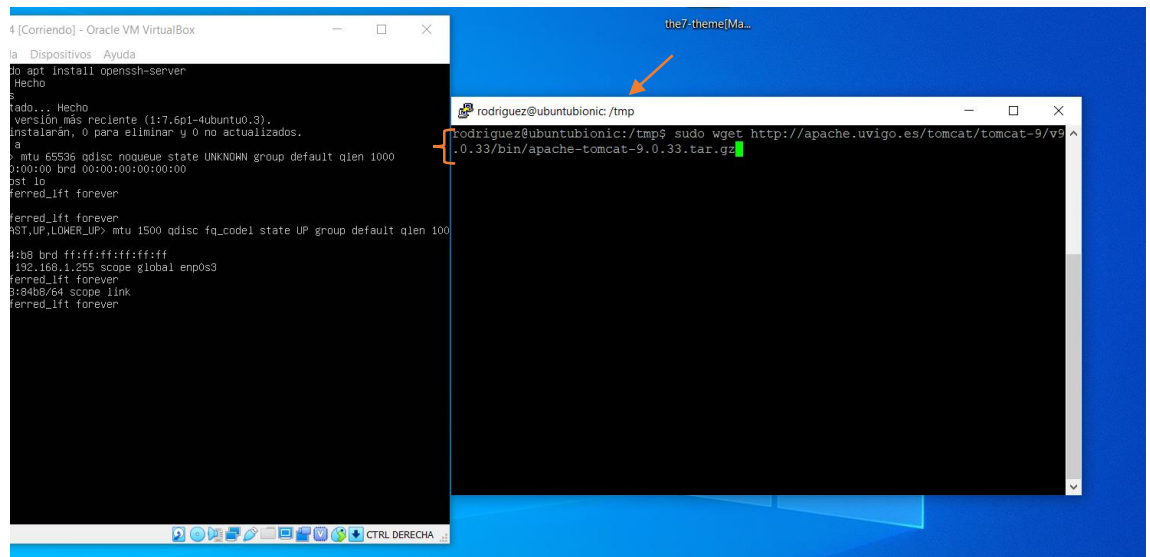 the7-theme[Ma...
4 [Corriendo] - Oracle VM VirtualBox
da Dispositivos Ayuda
do apt install openssh-server
Hecho
s
tado... Hecho
versión más reciente (1:7.6p1-4ubuntu0.3).
instalarán, 0 para eliminar y 0 no actualizados.
a
> mtu 65536 qdisc noqueue state UNKNOWN group default qlen 1000
0:00:00 brd 00:00:00:00:00:00
ost lo
ferred_lft forever
ferred_lft forever
AST,UP,LOWER_UP> mtu 1500 qdisc fq_codel state UP group default qlen 100
4:b8 brd ff:ff:ff:ff:ff:ff
192.168.1.255 scope global enp0s3
ferred_lft forever
3:84b8/64 scope link
ferred_lft forever
CTRL DERECHA
rodriguez@ubuntubionic: /tmp
rodriguez@ubuntubionic:/tmp$ sudo wget http://apache.uvigo.es/tomcat/tomcat-9/v9
.0.33/bin/apache-tomcat-9.0.33.tar.gz